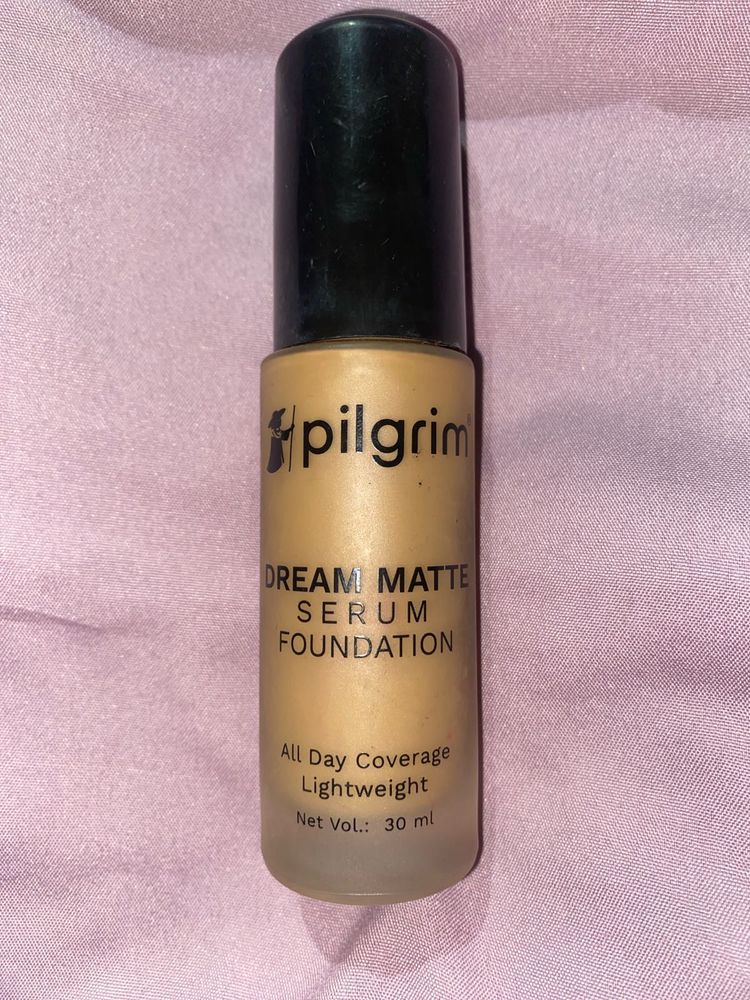 pilgrim®
DREAM MATTE
SERUM
FOUNDATION
All Day Coverage
Lightweight
Net Vol.: 30 ml